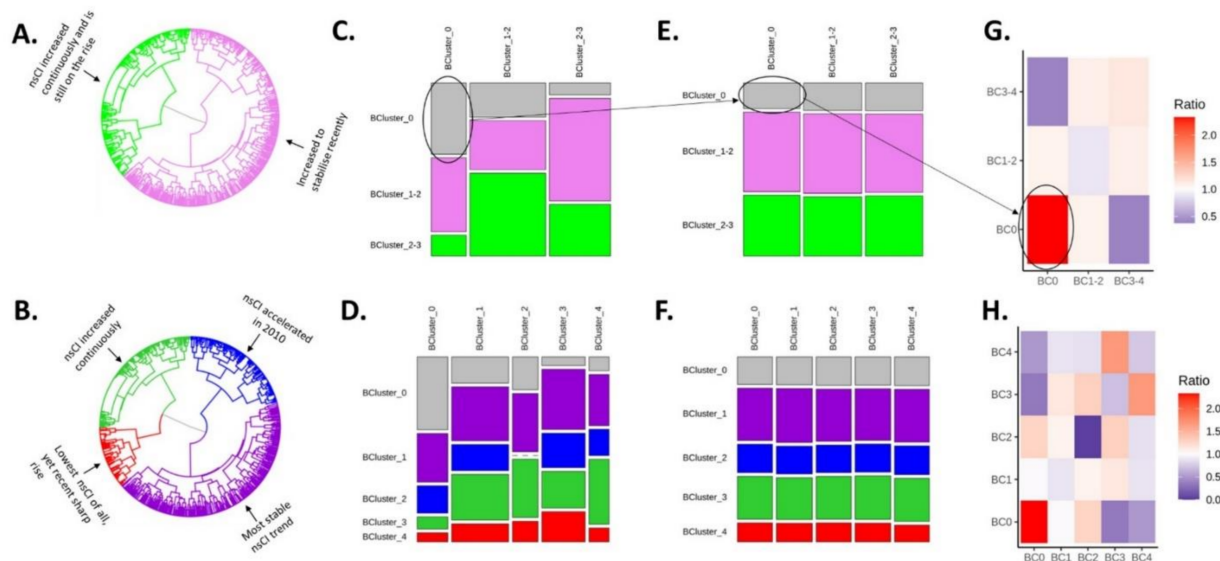 A.
nsCI increased
continuously and is
still on the rise
Increased to
stabilise recently
C.
BCluster_0
BCluster_1-2
BCluster_2-3
BCluster_0
BCluster_1-2
BCluster_2-3
E.
BCluster_0
BCluster_1-2
BCluster_2-3
BCluster_0
BCluster_1-2
BCluster_2-3
G.
BC3-4
BC1-2
BC0
BC0 BC1-2 BC3-4
Ratio
2.0
1.5
1.0
0.5
B.
nsCI increased
continuously
nsCI accelerated
in 2010
Lowest nsCI of all,
yet recent sharp
rise
Most stable
nsCI trend
D.
BCluster_0
BCluster_1
BCluster_2
BCluster_3
BCluster_4
BCluster_0
BCluster_1
BCluster_2
BCluster_3
BCluster_4
F.
BCluster_0
BCluster_1
BCluster_2
BCluster_3
BCluster_4
BCluster_0
BCluster_1
BCluster_2
BCluster_3
BCluster_4
H.
BC4
BC3
BC2
BC1
BC0
BC0 BC1 BC2 BC3 BC4
Ratio
2.0
1.5
1.0
0.5
0.0